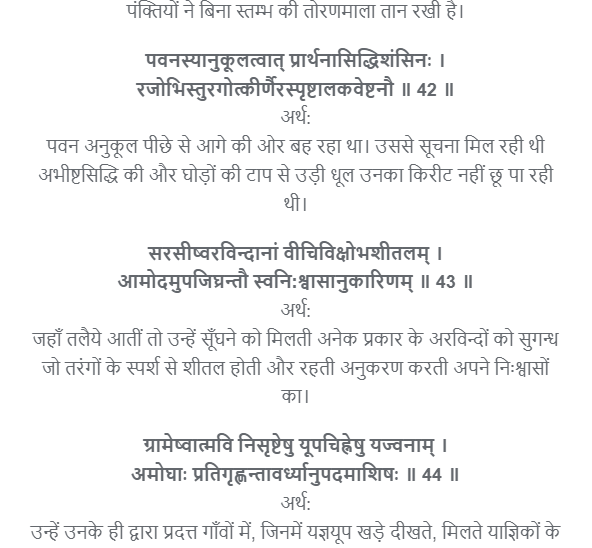 पंक्तियों ने बिना स्तम्भ की तोरणमाला तान रखी है।
पवनस्यानुकूलत्वात् प्रार्थनासिद्धिशंसिनः ।
रजोभिस्तुरगोत्कीर्णैरस्पृष्टालकवेष्टनौ ॥ 42 ॥
अर्थ:
पवन अनुकूल पीछे से आगे की ओर बह रहा था। उससे सूचना मिल रही थी
अभीष्टसिद्धि की और घोड़ों की टाप से उड़ी धूल उनका किरीट नहीं छू पा रही
थी।
सरसीष्वरविन्दानां वीचिविक्षोभशीतलम् ।
आमोदमुपजिघ्रन्तौ स्वनि:श्वासानुकारिणम् ॥ 43 ॥
अर्थ:
जहाँ तलैये आतीं तो उन्हें सूँघने को मिलती अनेक प्रकार के अरविन्दों को सुगन्ध
जो तरंगों के स्पर्श से शीतल होती और रहती अनुकरण करती अपने निःश्वासों
का।
ग्रामेष्वात्मवि निसृष्टेषु यूपचिह्नेषु यज्वनाम् ।
अमोघाः प्रतिगृह्णन्तावर्ध्यानुपदमाशिषः ॥ 44 ॥
अर्थ:
उन्हें उनके ही द्वारा प्रदत्त गाँवों में, जिनमें यज्ञयूप खड़े दीखते, मिलते याज्ञिकों के